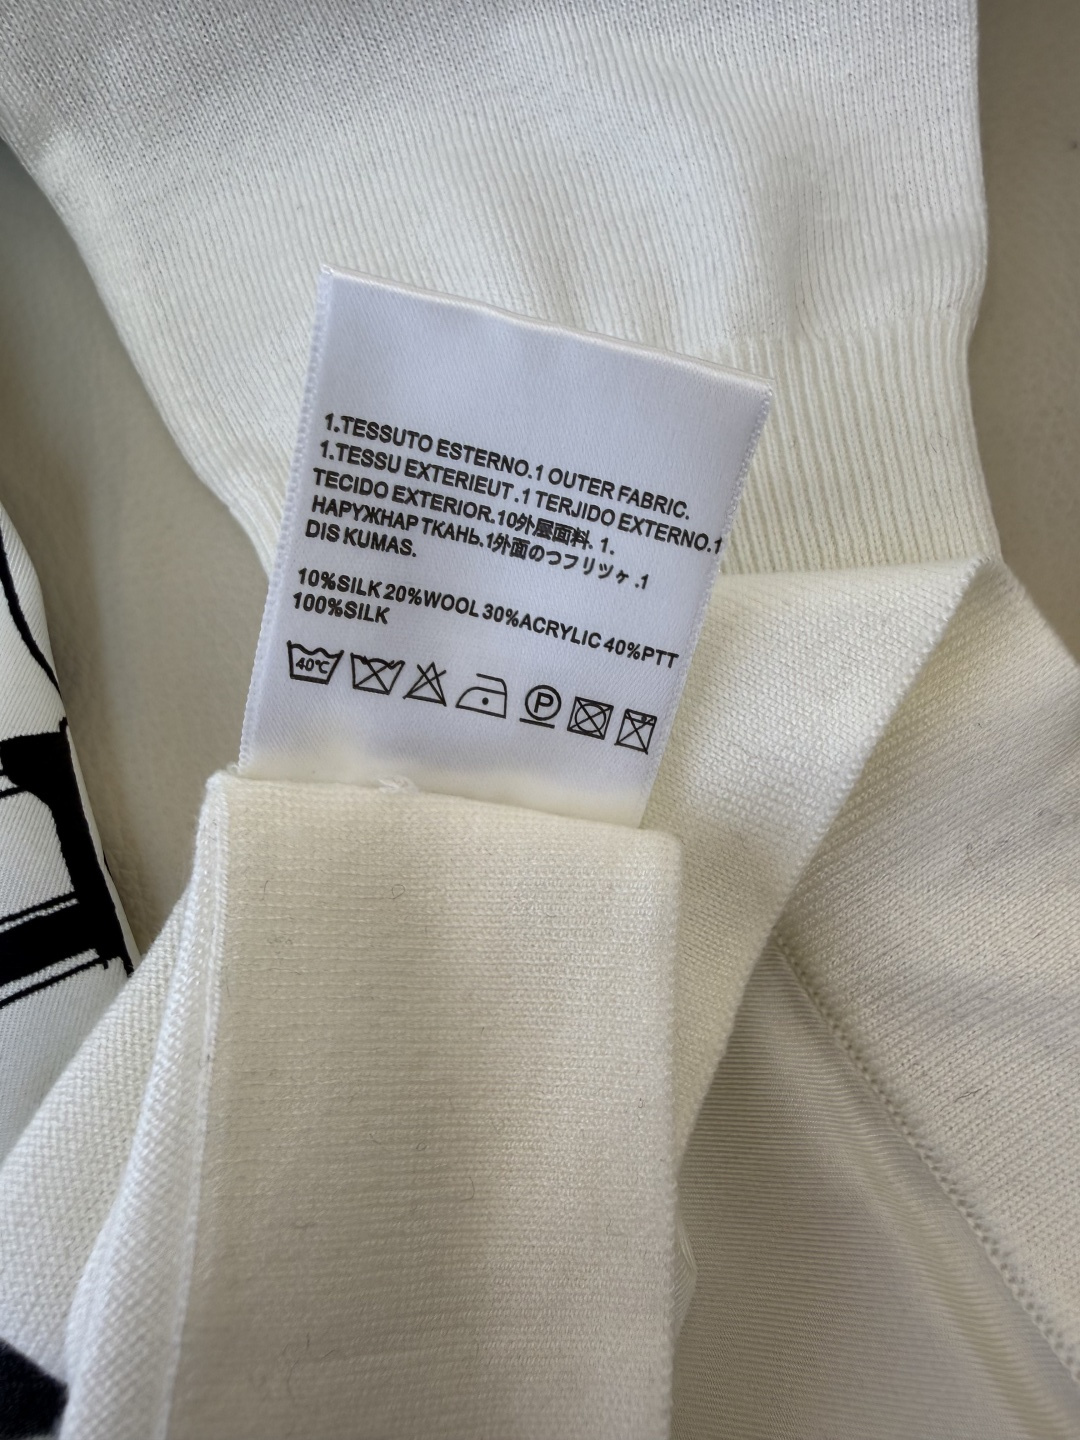 1.TESSUTO ESTERNO.1 OUTER FABRIC.
1.TESSU EXTERIEUT.1 TERJIDO EXTERNO.1
TECIDO EXTERIOR.10外层面料. 1.
НАРУЖНАР ТКАНЬ.1外面のつフリツヶ.1
DIS KUMAS.
10%SILK 20%WOOL 30%ACRYLIC 40%PTT
100%SILK
40℃ P